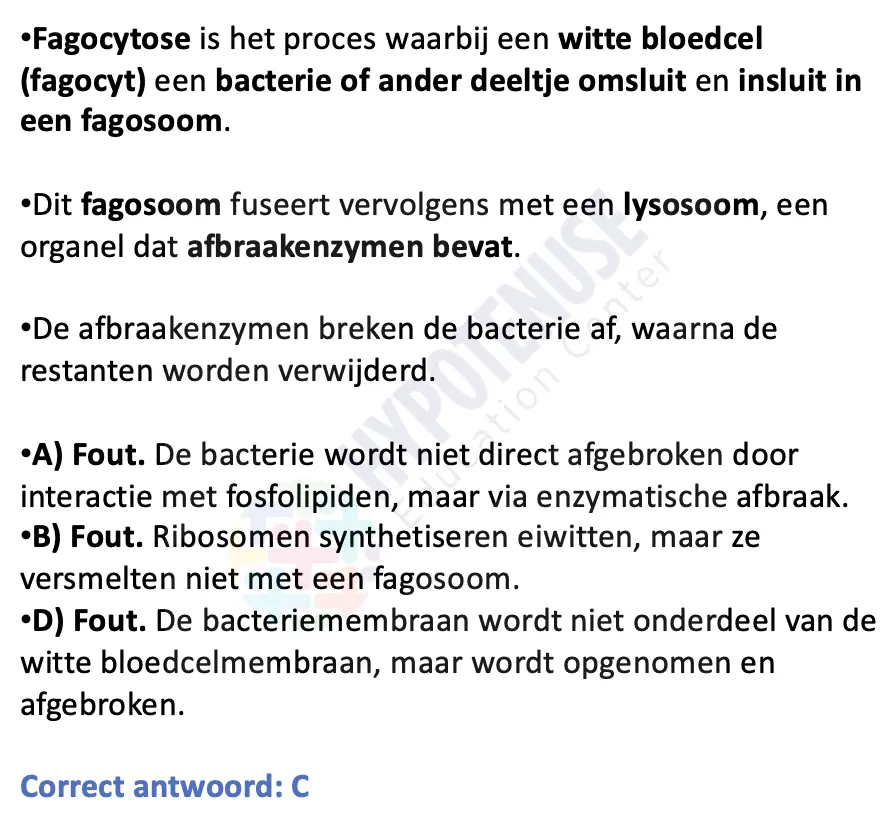 •Fagocytose is het proces waarbij een witte bloedcel
(fagocyt) een bacterie of ander deeltje omsluit en insluit in
een fagosoom.
•Dit fagosoom fuseert vervolgens met een lysosoom, een
organel dat afbraakenzymen bevat.
•De afbraakenzymen breken de bacterie af, waarna de
restanten worden verwijderd.
•A) Fout. De bacterie wordt niet direct afgebroken door
interactie met fosfolipiden, maar via enzymatische afbraak.
•B) Fout. Ribosomen synthetiseren eiwitten, maar ze
versmelten niet met een fagosoom.
•D) Fout. De bacteriemembraan wordt niet onderdeel van de
witte bloedcelmembraan, maar wordt opgenomen en
afgebroken.
Correct antwoord: C
HYPOTENUSE
Education Center